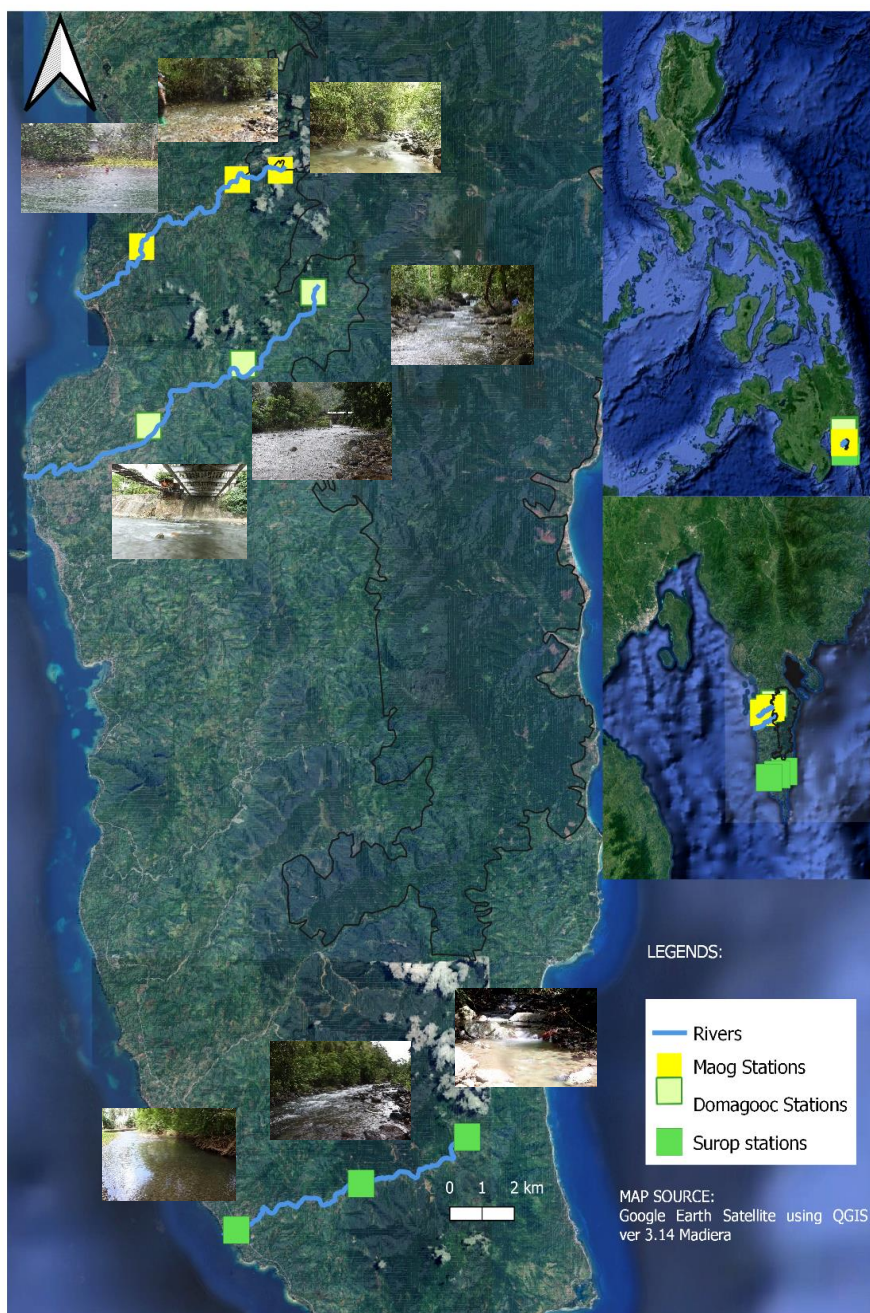 LEGENDS:
Rivers
Maog Stations
Domagooc Stations
Surop stations
0 1 2 km
MAP SOURCE:
Google Earth Satellite using QGIS
ver 3.14 Madiera